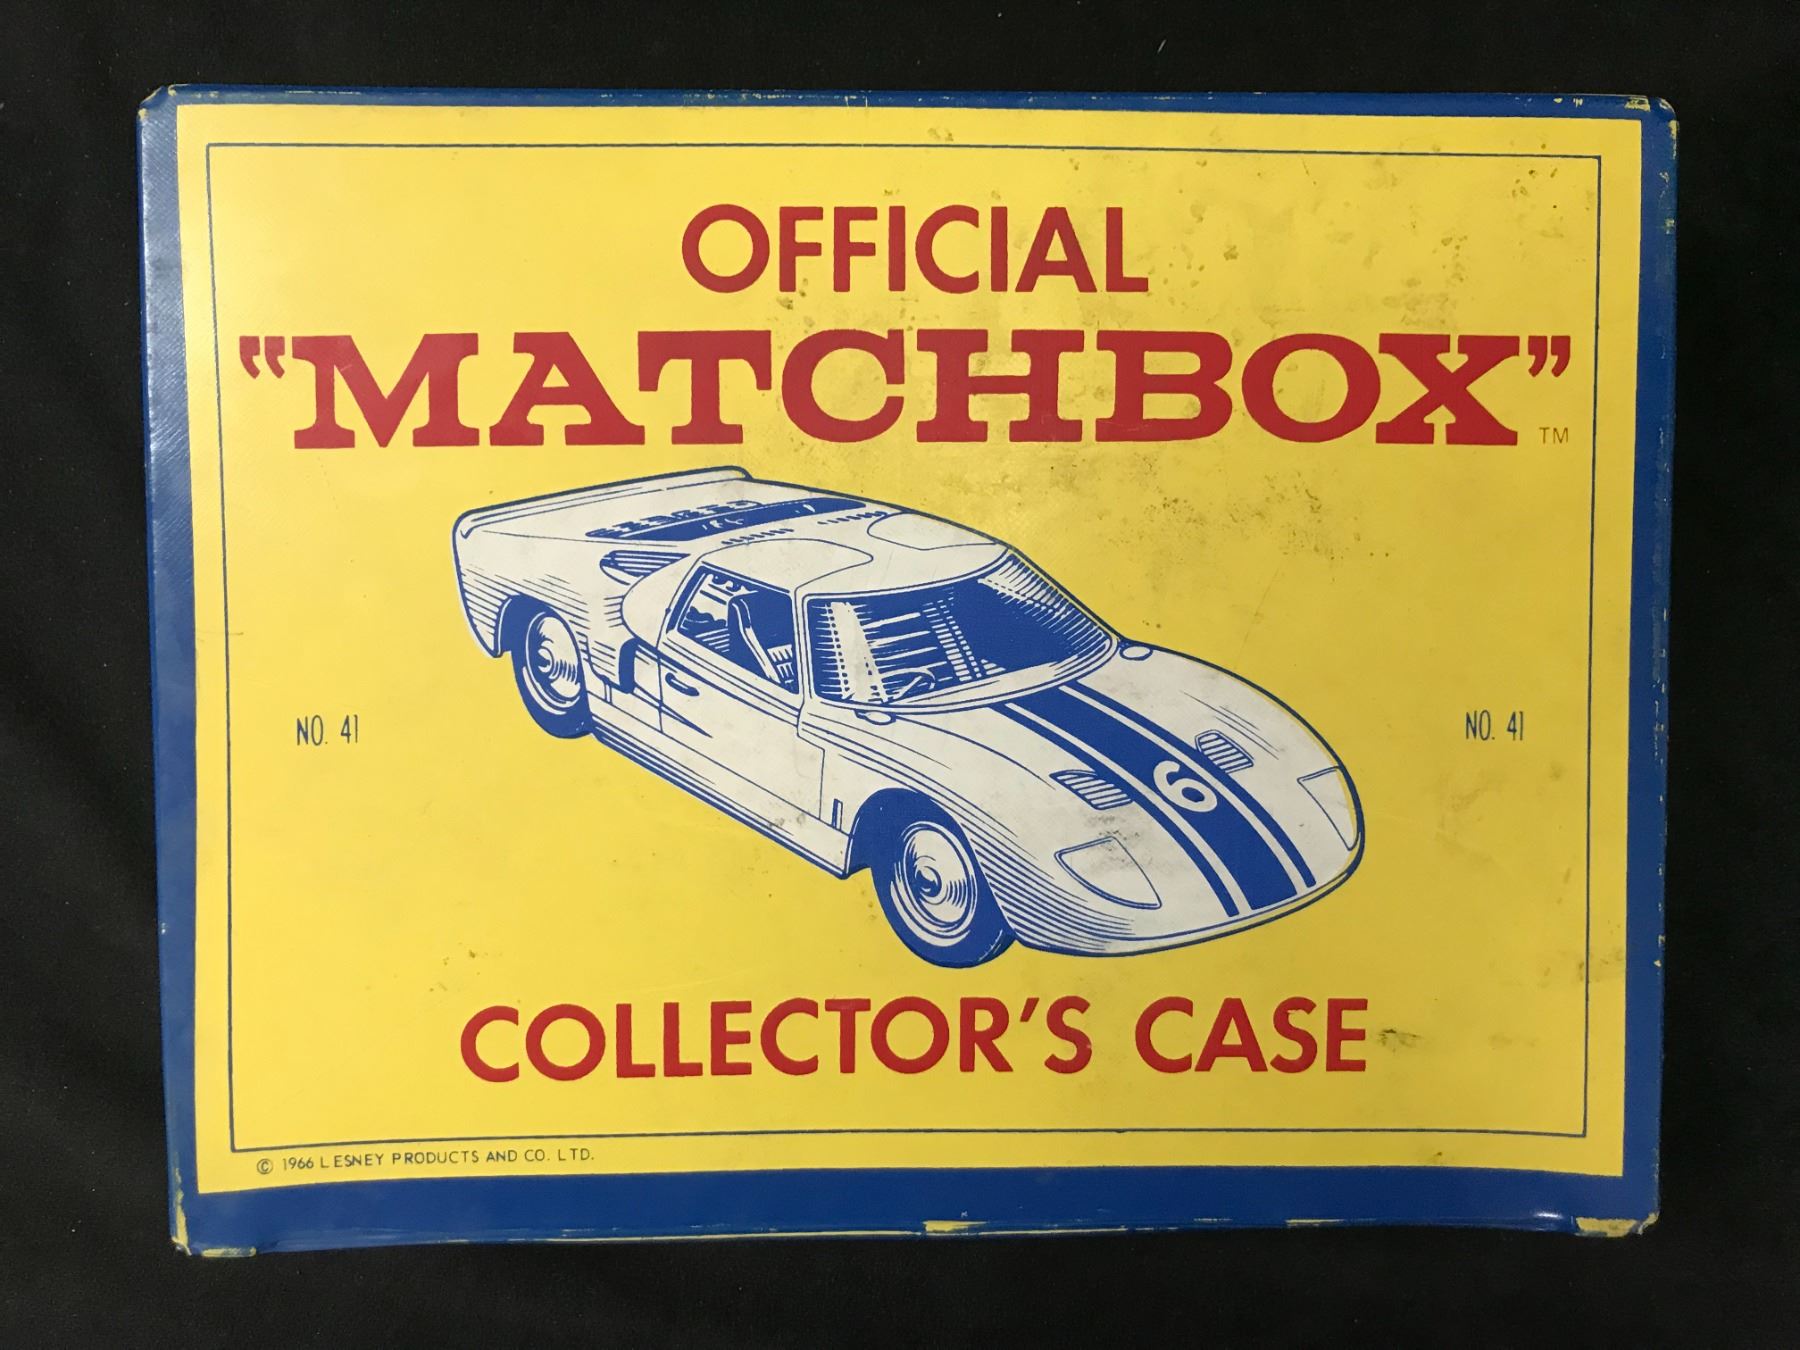 OFFICIAL
"MATCHBOX" TM
NO. 41
NO. 41
6
COLLECTOR'S CASE
© 1966 LESNEY PRODUCTS AND CO. LTD.